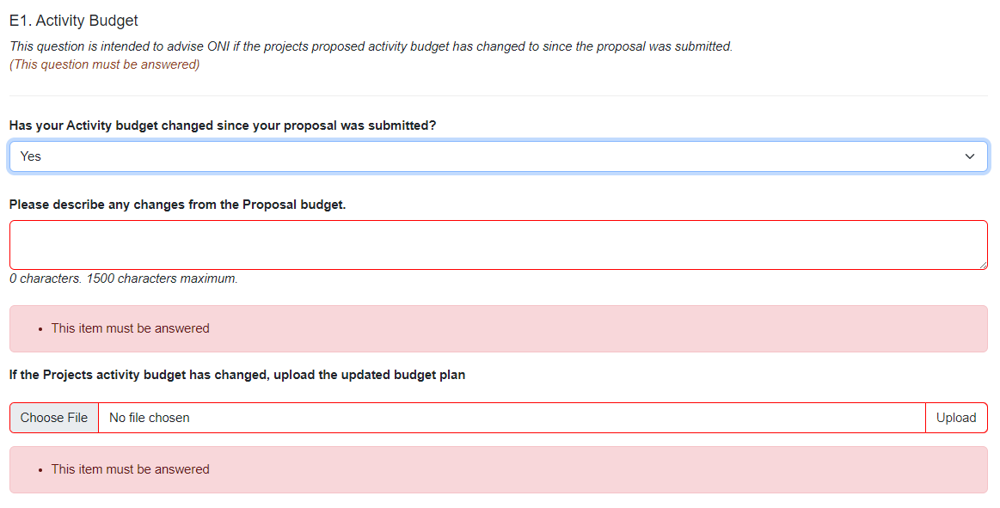 E1. Activity Budget
This question is intended to advise ONI if the projects proposed activity budget has changed to since the proposal was submitted.
(This question must be answered)
Has your Activity budget changed since your proposal was submitted?
Yes
Please describe any changes from the Proposal budget.
0 characters. 1500 characters maximum.
• This item must be answered
If the Projects activity budget has changed, upload the updated budget plan
Choose File No file chosen Upload
• This item must be answered